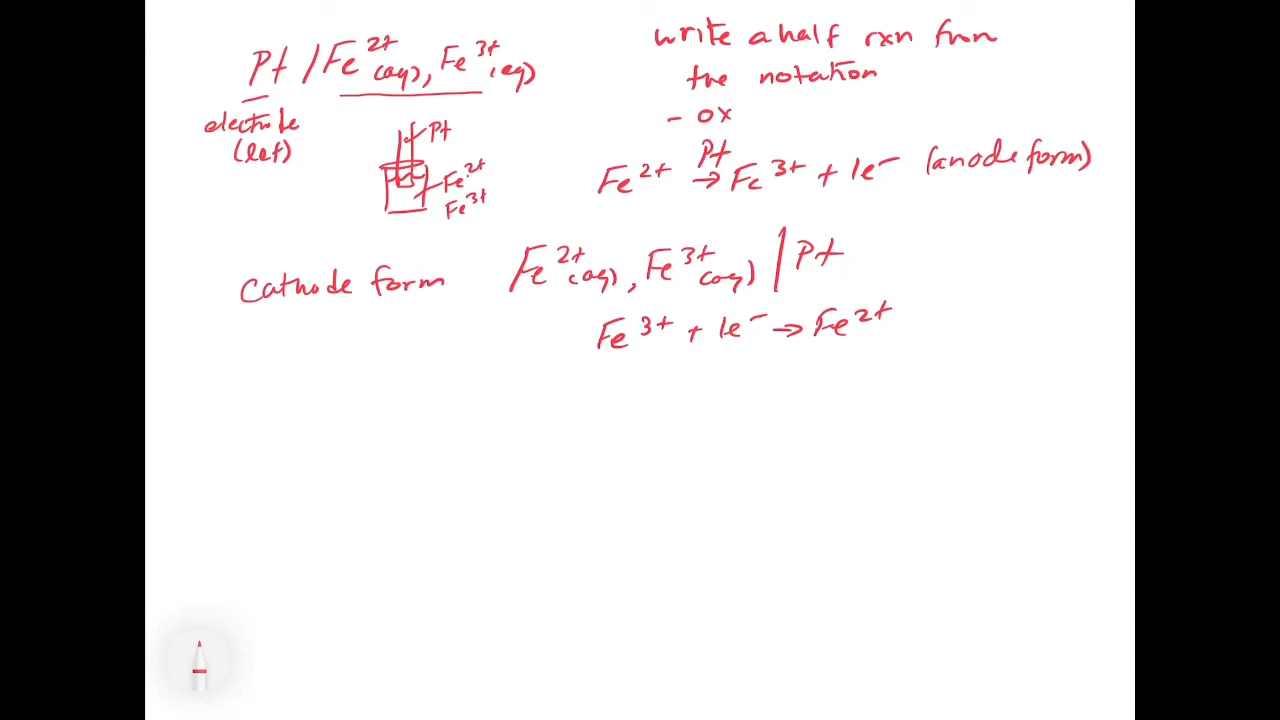 Pt / Fe²⁺(aq), Fe³⁺(aq)
electrode
(left)
Pt
Fe²⁺
Fe³⁺
write a half rxn from
the notation
- ox
Fe²⁺ Pt→ Fe³⁺ + 1e⁻ (anode form)
Cathode form Fe²⁺(aq), Fe³⁺(aq) | Pt
Fe³⁺ + 1e⁻ → Fe²⁺